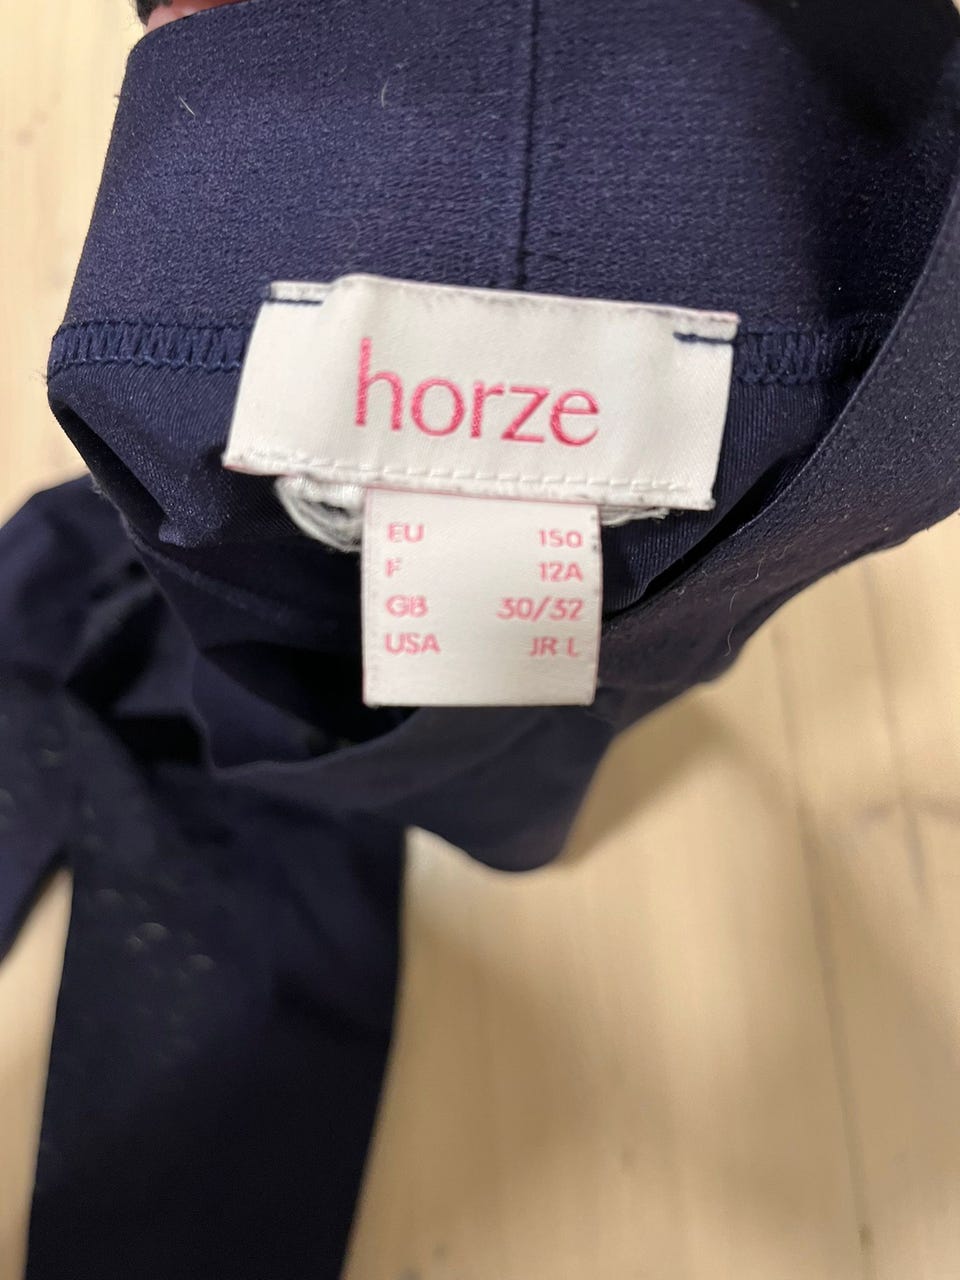 horze
EU 150
F 12A
GB 30/32
USA JR L